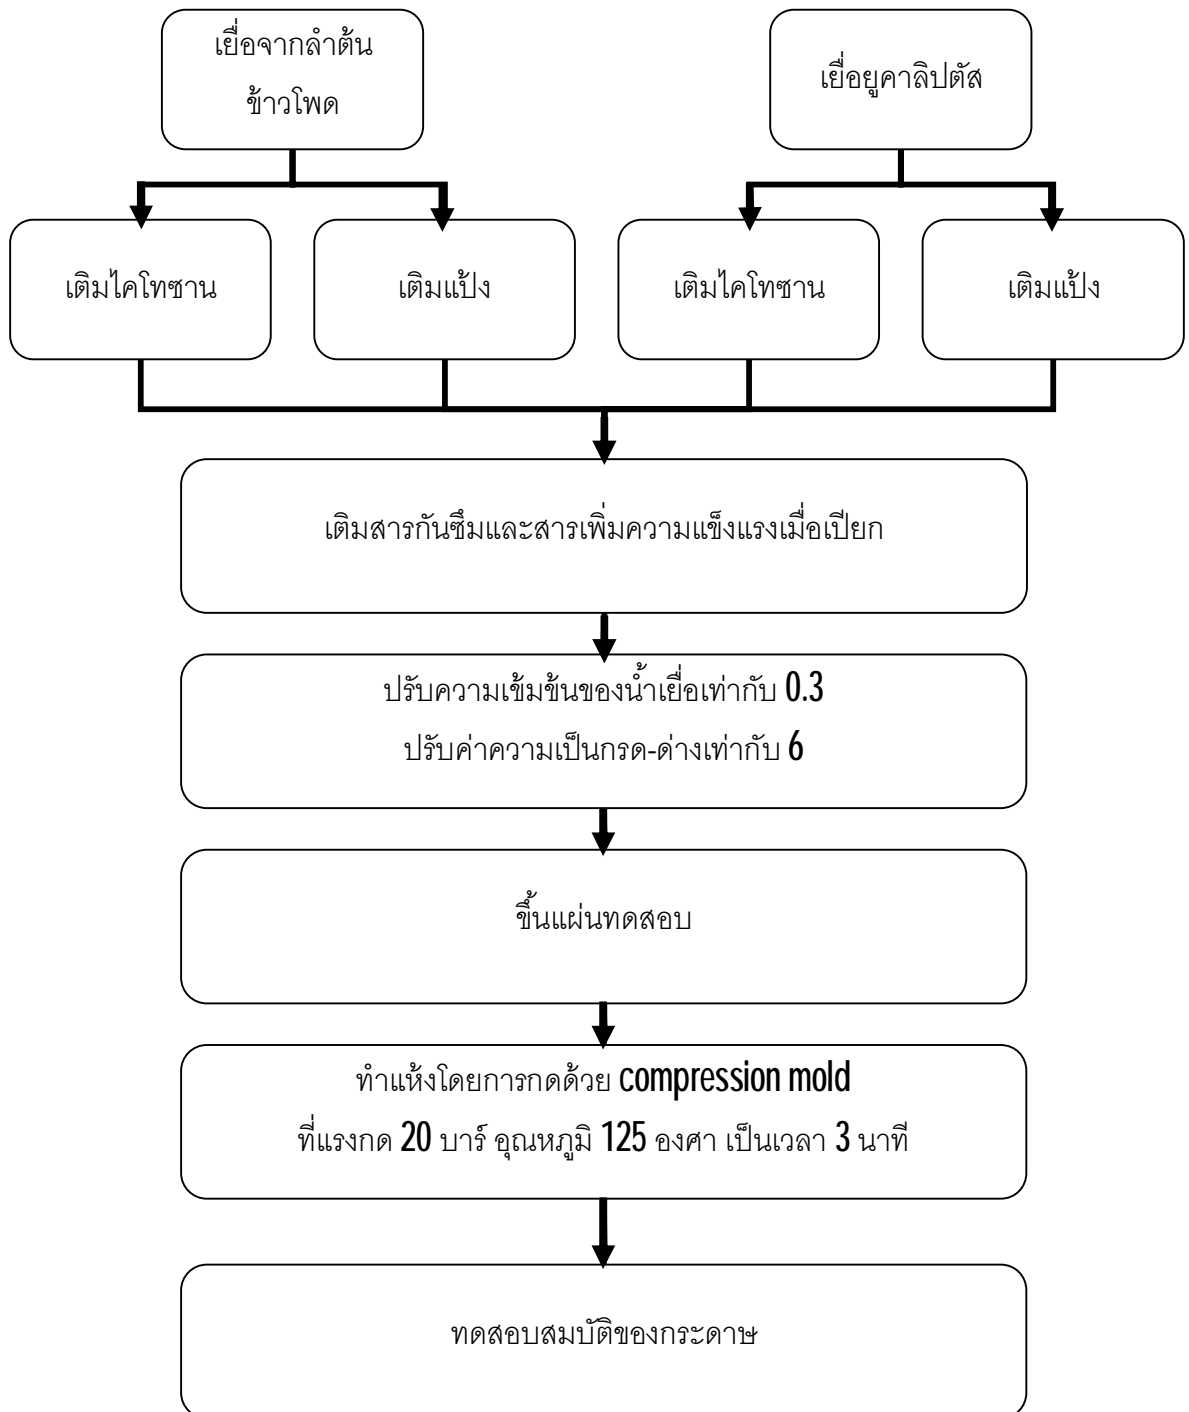 เยื่อจากลำต้น
ข้าวโพด
เยื่อยูคาลิปตัส
เติมไคโทซาน
เติมแป้ง
เติมไคโทซาน
เติมแป้ง
เติมสารกันซึมและสารเพิ่มความแข็งแรงเมื่อเปียก
ปรับความเข้มข้นของน้ำเยื่อเท่ากับ 0.3
ปรับค่าความเป็นกรด-ด่างเท่ากับ 6
ขึ้นแผ่นทดสอบ
ทำแห้งโดยการกดด้วย compression mold
ที่แรงกด 20 บาร์ อุณหภูมิ 125 องศา เป็นเวลา 3 นาที
ทดสอบสมบัติของกระดาษ